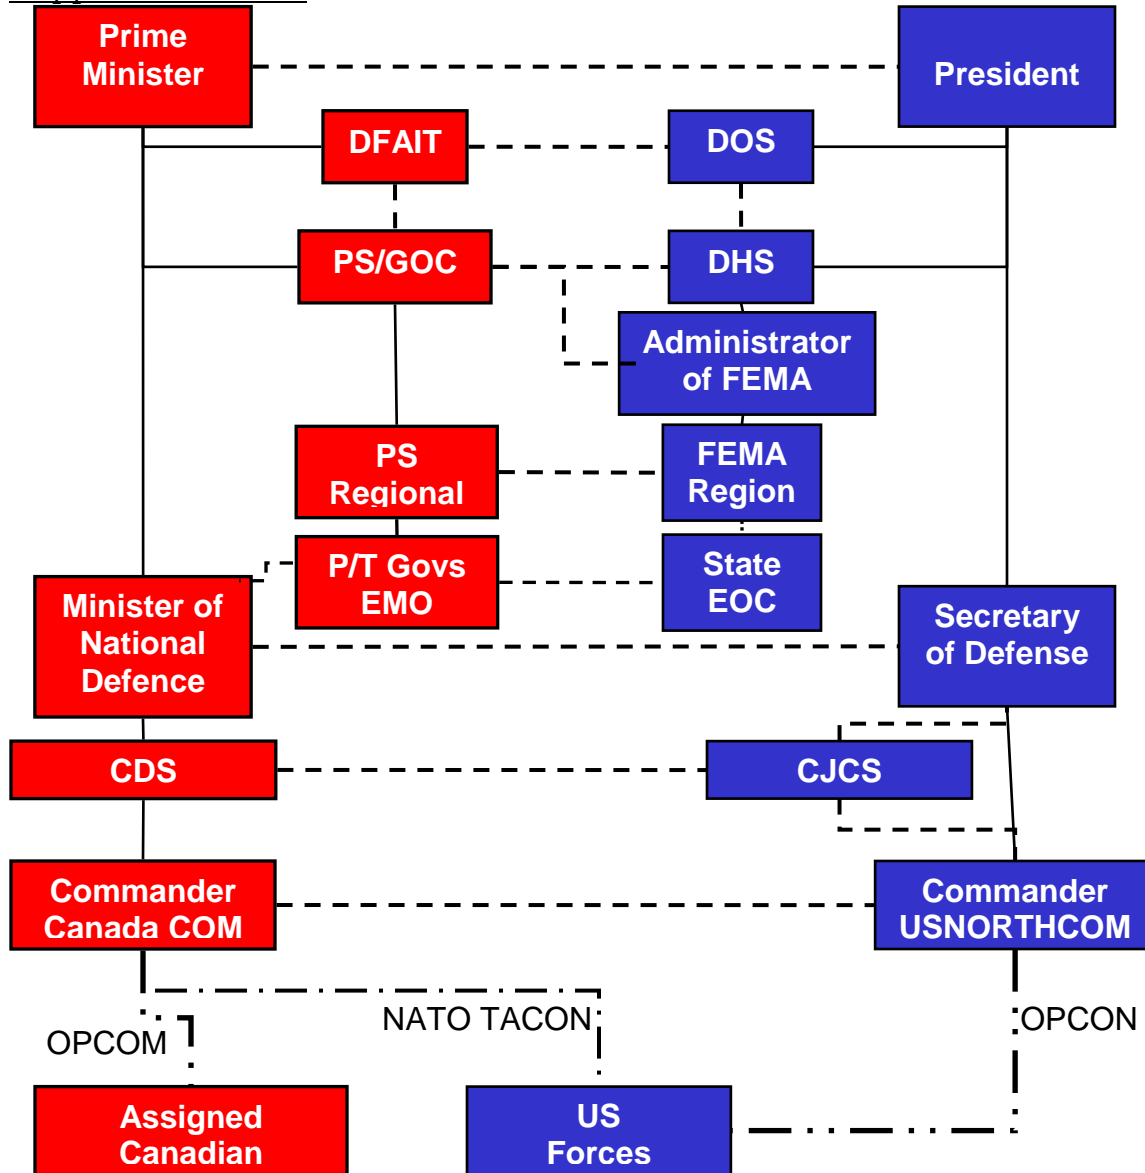 Prime
Minister
President
DFAIT
DOS
PS/GOC
DHS
Administrator
of FEMA
PS
Regional
FEMA
Region
P/T Govs
EMO
State
EOC
Minister of
National
Defence
Secretary
of Defense
CDS
CJCS
Commander
Canada COM
Commander
USNORTHCOM
NATO TACON
OPCON
OPCOM
Assigned
Canadian
US
Forces